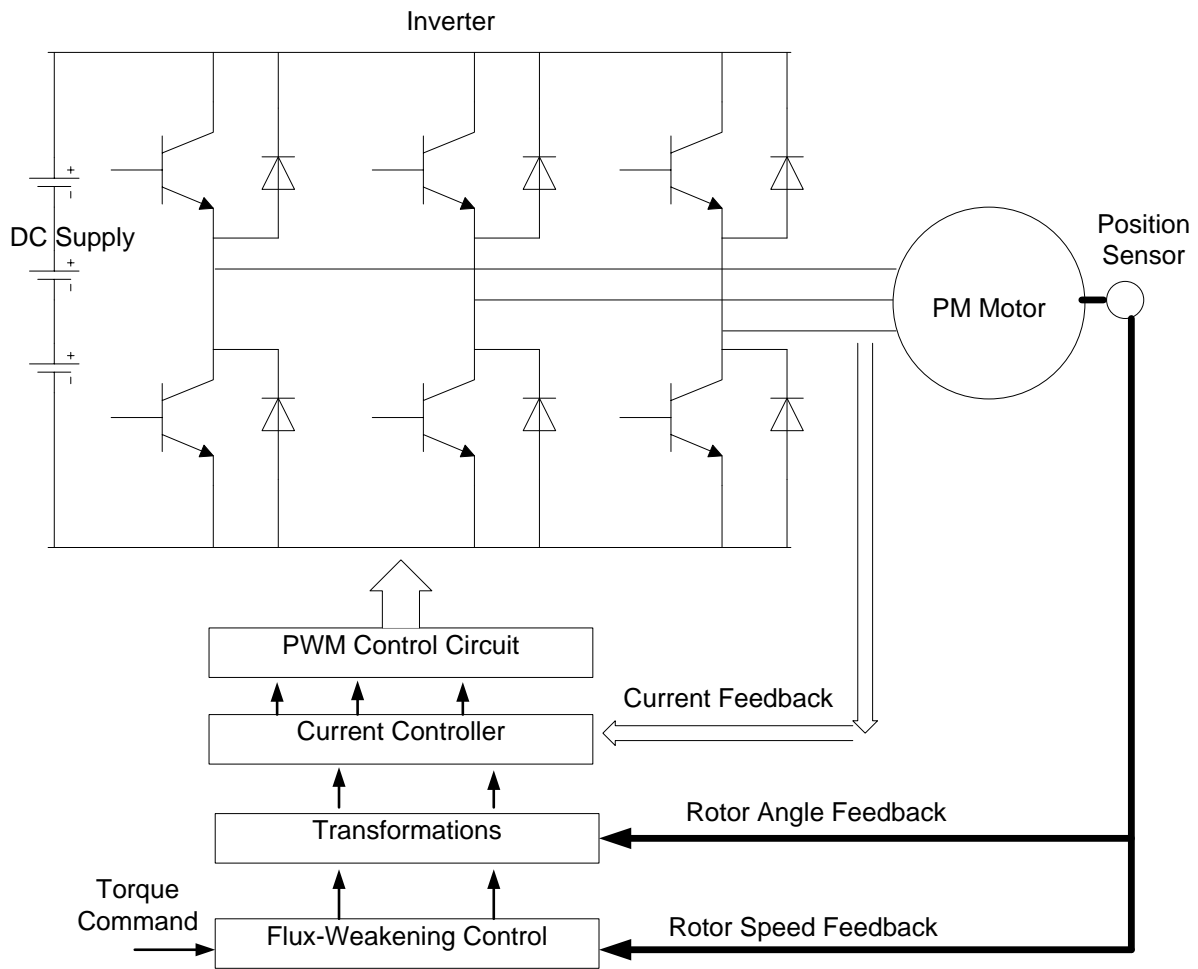 Inverter
+
-
DC Supply
+
-
+
-
PM Motor
Position
Sensor
PWM Control Circuit
Current Feedback
Current Controller
Rotor Angle Feedback
Transformations
Torque
Command
Rotor Speed Feedback
Flux-Weakening Control